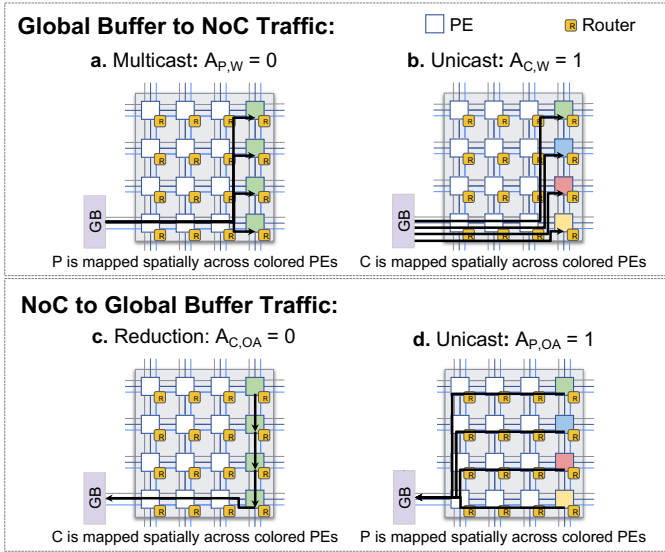 Global Buffer to NoC Traffic:
PE
Router
a. Multicast: A_P,W = 0
b. Unicast: A_C,W = 1
R R R R
R R R R
R R R R
R R R R
GB
R R R R
R R R R
R R R R
R R R R
GB
P is mapped spatially across colored PEs
C is mapped spatially across colored PEs
NoC to Global Buffer Traffic:
c. Reduction: A_C,OA = 0
d. Unicast: A_P,OA = 1
R R R R
R R R R
R R R R
R R R R
GB
R R R R
R R R R
R R R R
R R R R
GB
C is mapped spatially across colored PEs
P is mapped spatially across colored PEs